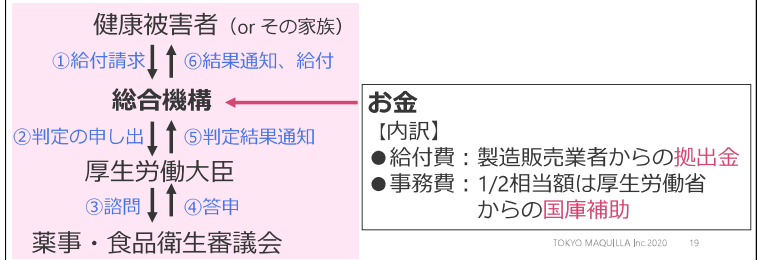 健康被害者(or その家族)
①給付請求 ⑥結果通知、給付
総合機構
②判定の申し出 ⑤判定結果通知
厚生労働大臣
③諮問 ④答申
薬事・食品衛生審議会
お金
【内訳】
●給付費：製造販売業者からの拠出金
●事務費：1/2相当額は厚生労働省
からの国庫補助
TOKYO MAQUILLA Inc.2020 19